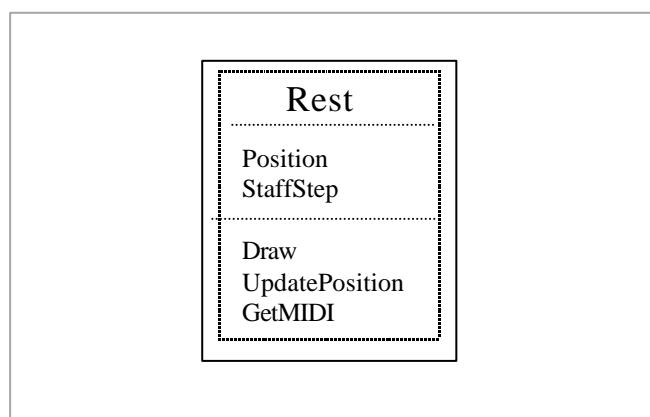 Rest
Position
StaffStep
Draw
UpdatePosition
GetMIDI